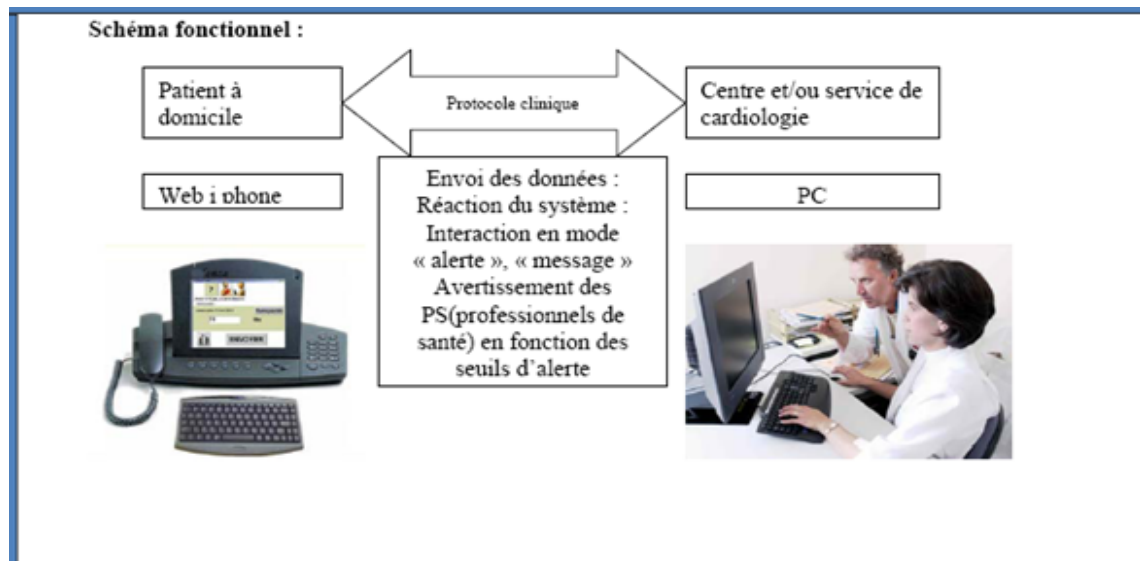 Schéma fonctionnel :
Patient à
domicile
Protocole clinique
Centre et/ou service de
cardiologie
Web i phone
Envoi des données :
Réaction du système :
Interaction en mode
« alerte », « message »
Avertissement des
PS(professionnels de
santé) en fonction des
seuils d’alerte
PC
ENVOYER